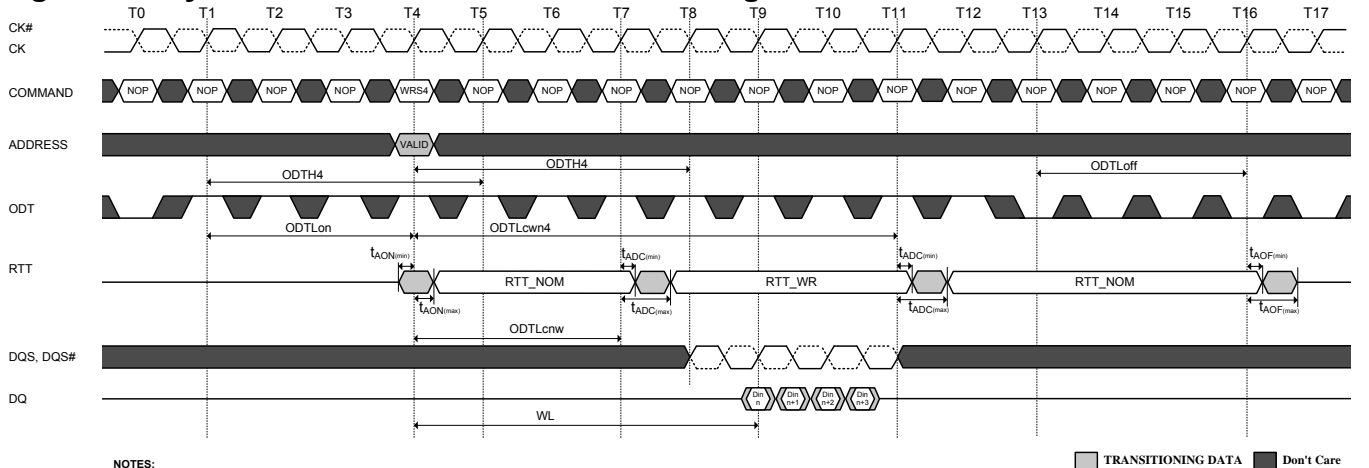 T0 T1 T2 T3 T4 T5 T6 T7 T8 T9 T10 T11 T12 T13 T14 T15 T16 T17
CK#
CK
COMMAND NOP NOP NOP NOP WRS4 NOP NOP NOP NOP NOP NOP NOP NOP NOP NOP NOP NOP NOP
ADDRESS VALID
ODTH4 ODTLoff
ODTH4
ODT
ODTLon ODTLcwn4
tAON(min) tADC(min) tADC(min) tAOF(min)
RTT RTT_NOM RTT_WR RTT_NOM
tAON(max) tADC(max) tADC(max) tAOF(max)
ODTLcnw
DQS, DQS#
DQ Din n Din n+1 Din n+2 Din n+3
WL
NOTES: TRANSITIONING DATA Don't Care